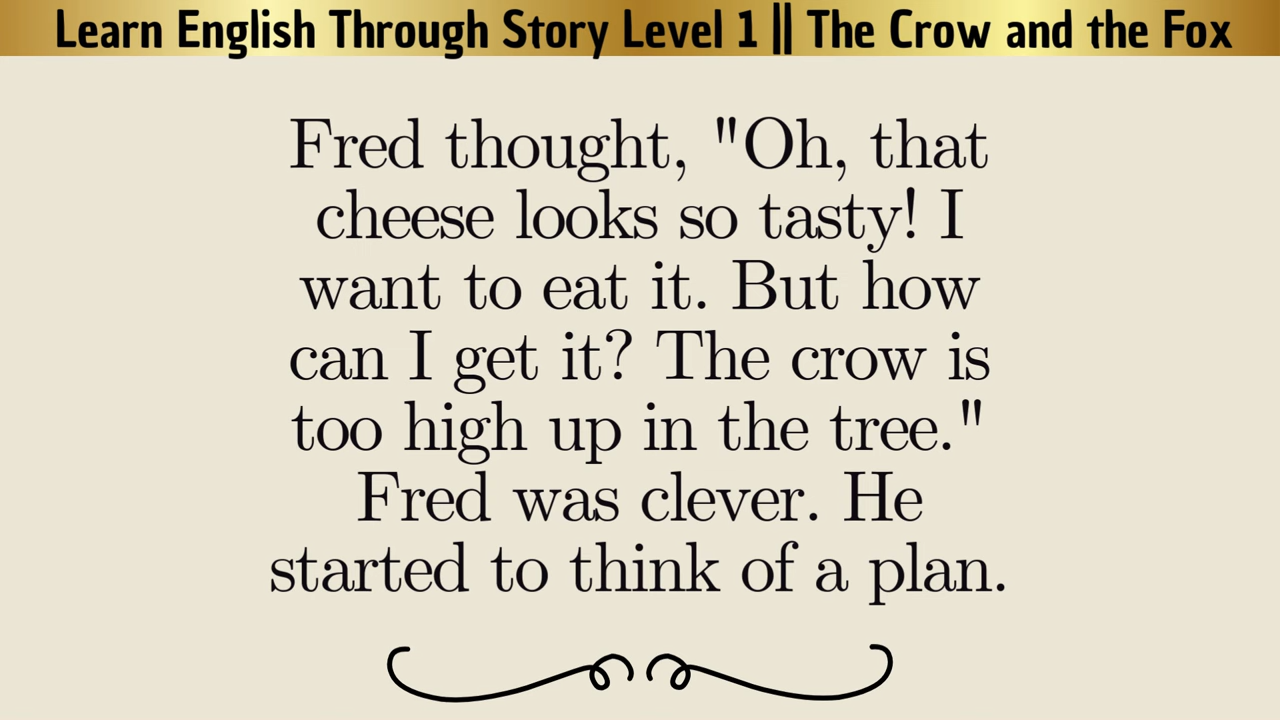 Learn English Through Story Level 1 || The Crow and the Fox
Fred thought, "Oh, that
cheese looks so tasty! I
want to eat it. But how
can I get it? The crow is
too high up in the tree."
Fred was clever. He
started to think of a plan.